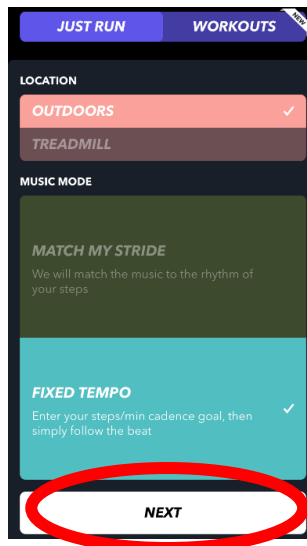 JUST RUN WORKOUTS NEW
LOCATION
OUTDOORS
TREADMILL
MUSIC MODE
MATCH MY STRIDE
We will match the music to the rhythm of
your steps
FIXED TEMPO
Enter your steps/min cadence goal, then
simply follow the beat
NEXT